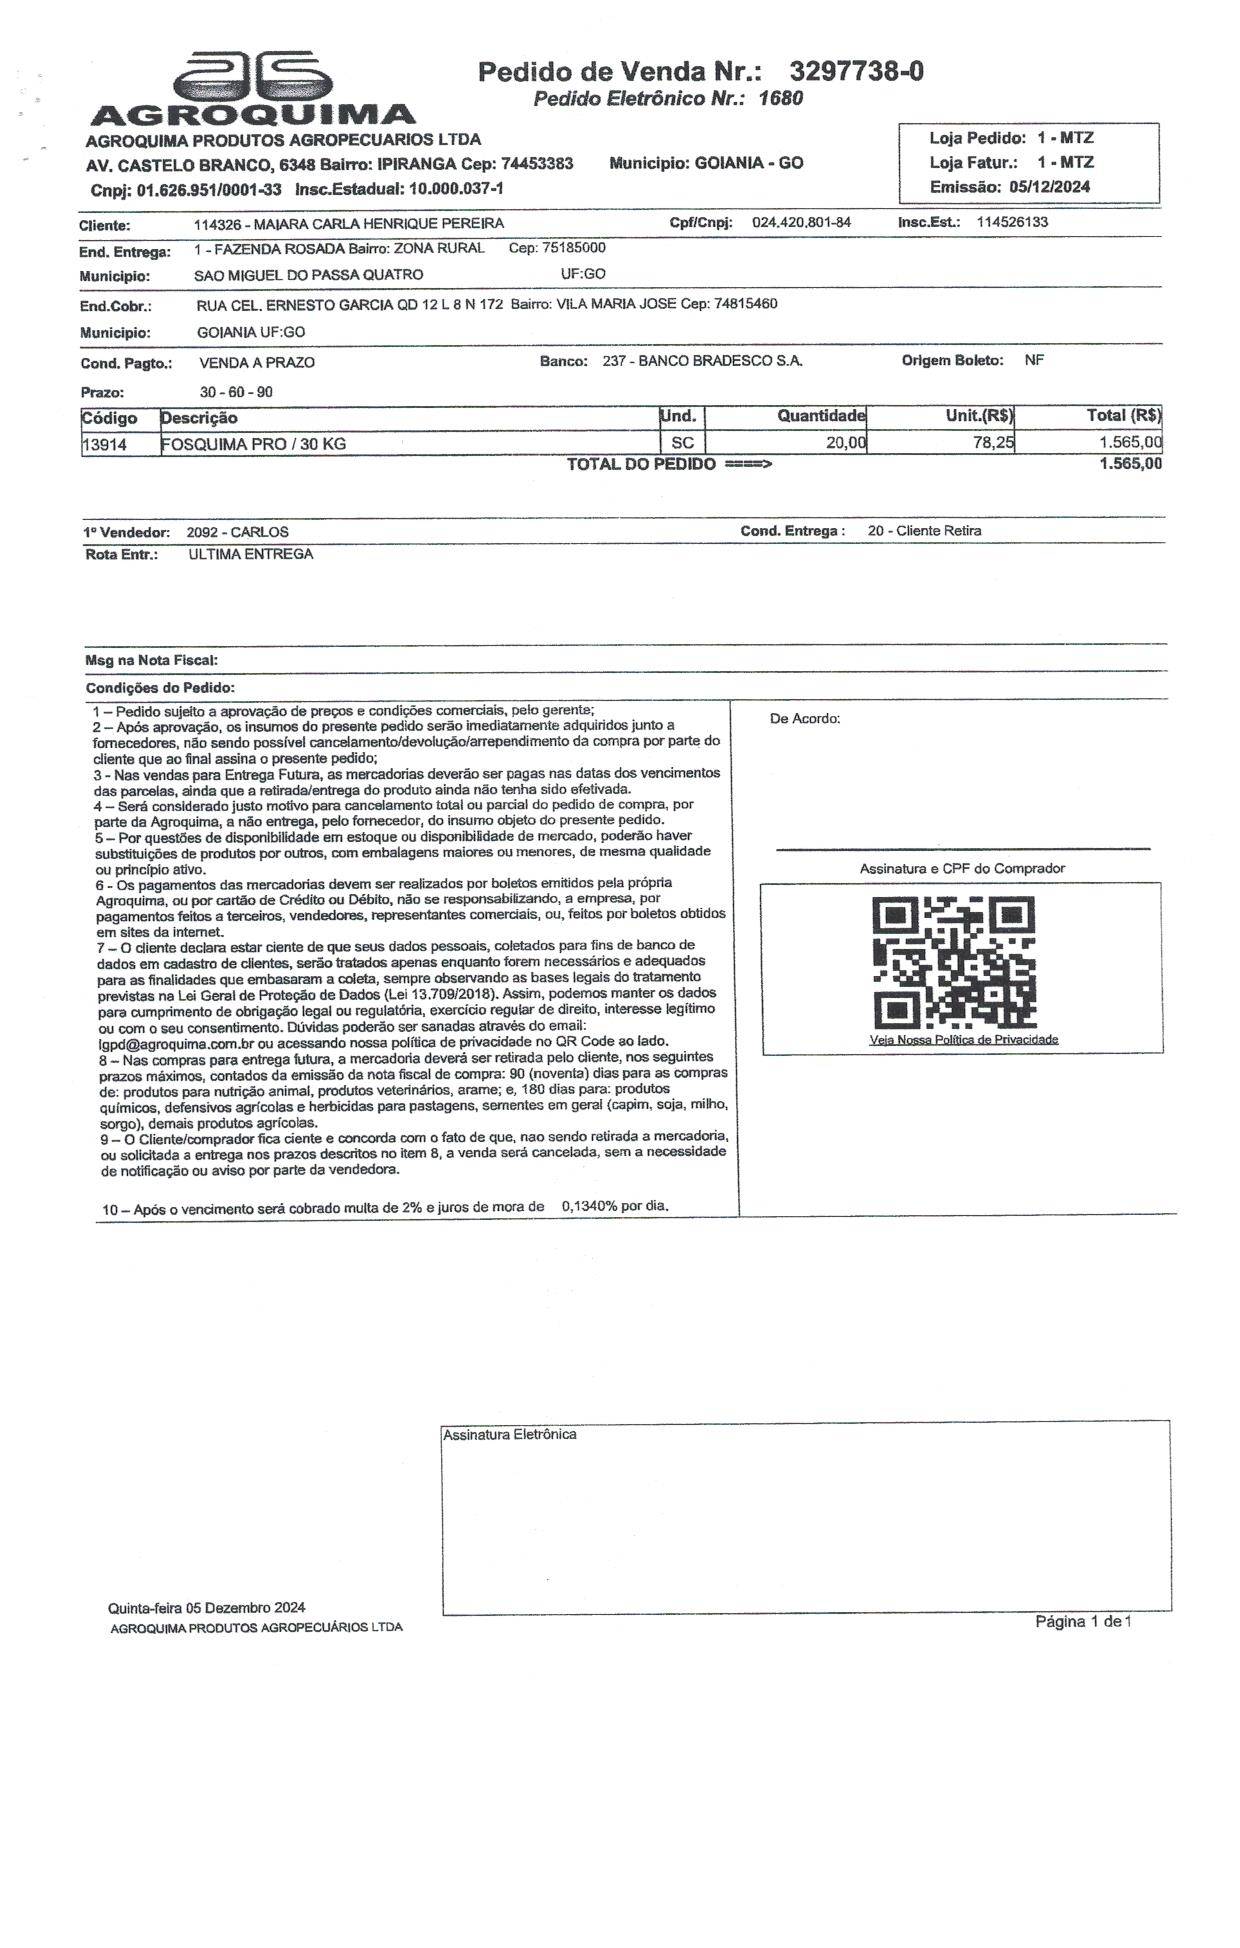 Pedido de Venda Nr.: 3297738-0
Pedido Eletrônico Nr.: 1680
AGROQUIMA
AGROQUIMA PRODUTOS AGROPECUARIOS LTDA
AV. CASTELO BRANCO, 6348 Bairro: IPIRANGA Cep: 74453383 Municipio: GOIANIA - GO
Cnpj: 01.626.951/0001-33 Insc.Estadual: 10.000.037-1
Loja Pedido: 1 - MTZ
Loja Fatur.: 1 - MTZ
Emissão: 05/12/2024
Cliente: 114326 - MAIARA CARLA HENRIQUE PEREIRA Cpf/Cnpj: 024.420.801-84 Insc.Est.: 114526133
End. Entrega: 1 - FAZENDA ROSADA Bairro: ZONA RURAL Cep: 75185000
Municipio: SAO MIGUEL DO PASSA QUATRO UF:GO
End.Cobr.: RUA CEL. ERNESTO GARCIA QD 12 L 8 N 172 Bairro: VILA MARIA JOSE Cep: 74815460
Municipio: GOIANIA UF:GO
Cond. Pagto.: VENDA A PRAZO Banco: 237 - BANCO BRADESCO S.A. Origem Boleto: NF
Prazo: 30 - 60 - 90
Código Descrição Und. Quantidade Unit.(R$) Total (R$)
13914 FOSQUIMA PRO / 30 KG SC 20,00 78,25 1.565,00
TOTAL DO PEDIDO ====> 1.565,00
1º Vendedor: 2092 - CARLOS Cond. Entrega : 20 - Cliente Retira
Rota Entr.: ULTIMA ENTREGA
Msg na Nota Fiscal:
Condições do Pedido:
1 – Pedido sujeito a aprovação de preços e condições comerciais, pelo gerente;
2 – Após aprovação, os insumos do presente pedido serão imediatamente adquiridos junto a
fornecedores, não sendo possível cancelamento/devolução/arrependimento da compra por parte do
cliente que ao final assina o presente pedido;
3 - Nas vendas para Entrega Futura, as mercadorias deverão ser pagas nas datas dos vencimentos
das parcelas, ainda que a retirada/entrega do produto ainda não tenha sido efetivada.
4 – Será considerado justo motivo para cancelamento total ou parcial do pedido de compra, por
parte da Agroquima, a não entrega, pelo fornecedor, do insumo objeto do presente pedido.
5 – Por questões de disponibilidade em estoque ou disponibilidade de mercado, poderão haver
substituições de produtos por outros, com embalagens maiores ou menores, de mesma qualidade
ou princípio ativo.
6 - Os pagamentos das mercadorias devem ser realizados por boletos emitidos pela própria
Agroquima, ou por cartão de Crédito ou Débito, não se responsabilizando, a empresa, por
pagamentos feitos a terceiros, vendedores, representantes comerciais, ou, feitos por boletos obtidos
em sites da internet.
7 – O cliente declara estar ciente de que seus dados pessoais, coletados para fins de banco de
dados em cadastro de clientes, serão tratados apenas enquanto forem necessários e adequados
para as finalidades que embasaram a coleta, sempre observando as bases legais do tratamento
previstas na Lei Geral de Proteção de Dados (Lei 13.709/2018). Assim, podemos manter os dados
para cumprimento de obrigação legal ou regulatória, exercício regular de direito, interesse legítimo
ou com o seu consentimento. Dúvidas poderão ser sanadas através do email:
lgpd@agroquima.com.br ou acessando nossa política de privacidade no QR Code ao lado.
8 – Nas compras para entrega futura, a mercadoria deverá ser retirada pelo cliente, nos seguintes
prazos máximos, contados da emissão da nota fiscal de compra: 90 (noventa) dias para as compras
de: produtos para nutrição animal, produtos veterinários, arame; e, 180 dias para: produtos
químicos, defensivos agrícolas e herbicidas para pastagens, sementes em geral (capim, soja, milho,
sorgo), demais produtos agrícolas.
9 – O Cliente/comprador fica ciente e concorda com o fato de que, nao sendo retirada a mercadoria,
ou solicitada a entrega nos prazos descritos no item 8, a venda será cancelada, sem a necessidade
de notificação ou aviso por parte da vendedora.
10 – Após o vencimento será cobrado multa de 2% e juros de mora de 0,1340% por dia.
De Acordo:
Assinatura e CPF do Comprador
Veja Nossa Política de Privacidade
Assinatura Eletrônica
Quinta-feira 05 Dezembro 2024
AGROQUIMA PRODUTOS AGROPECUÁRIOS LTDA
Página 1 de 1